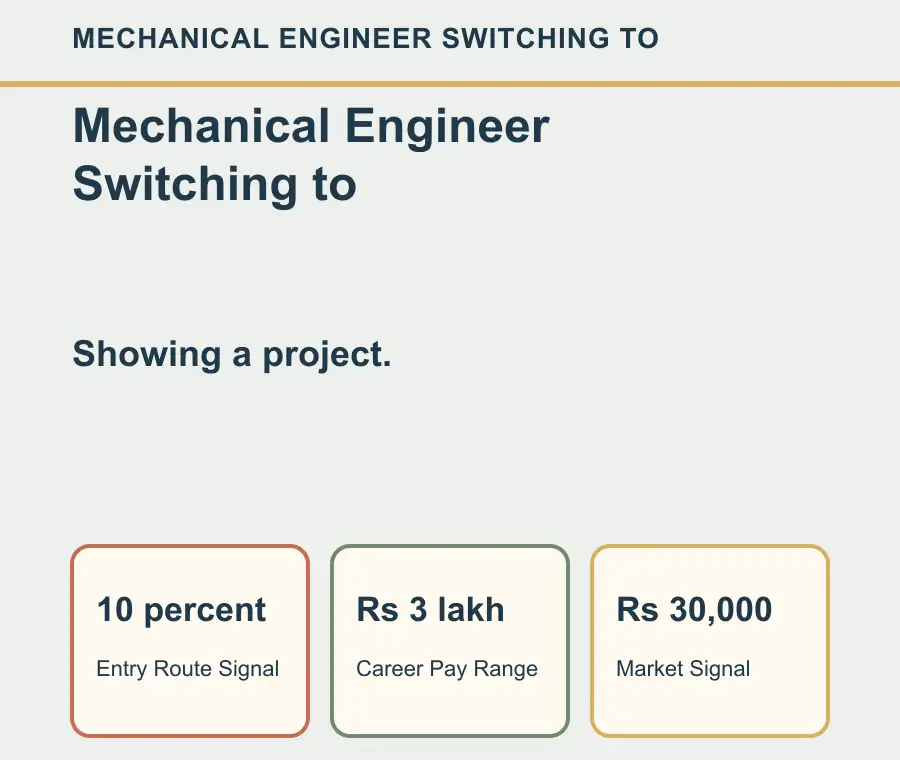 MECHANICAL ENGINEER SWITCHING TO
Mechanical Engineer
Switching to
Showing a project.
10 percent
Entry Route Signal
Rs 3 lakh
Career Pay Range
Rs 30,000
Market Signal